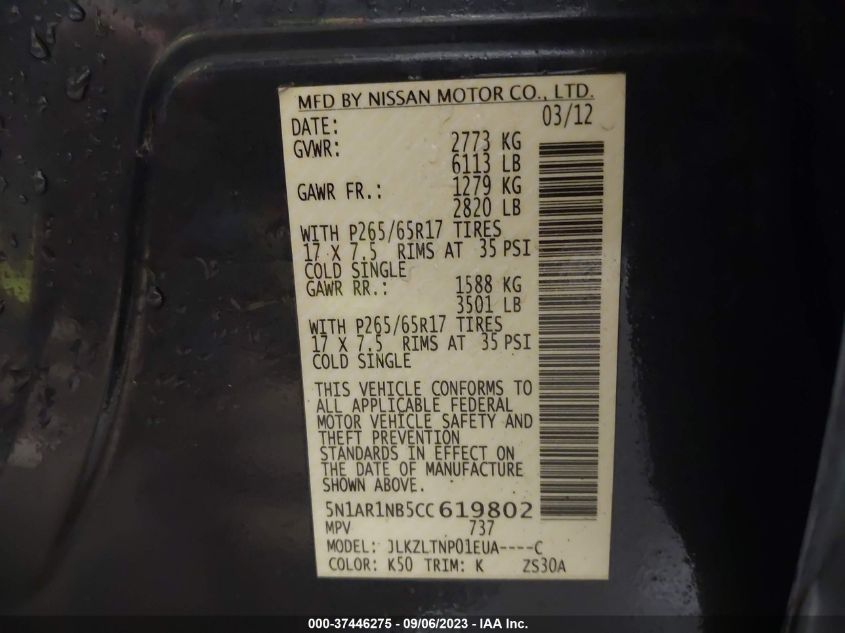 MFD BY NISSAN MOTOR CO., LTD.
DATE: 03/12
GVWR: 2773 KG
6113 LB
GAWR FR.: 1279 KG
2820 LB
WITH P265/65R17 TIRES
17 X 7.5 RIMS AT 35 PSI
COLD SINGLE
GAWR RR.: 1588 KG
3501 LB
WITH P265/65R17 TIRES
17 X 7.5 RIMS AT 35 PSI
COLD SINGLE
THIS VEHICLE CONFORMS TO
ALL APPLICABLE FEDERAL
MOTOR VEHICLE SAFETY AND
THEFT PREVENTION
STANDARDS IN EFFECT ON
THE DATE OF MANUFACTURE
SHOWN ABOVE.
5N1AR1NB5CC 619802
MPV 737
MODEL: JLKZLTNP01EUA----C
COLOR: K50 TRIM: K ZS30A
000-37446275 - 09/06/2023 - IAA Inc.